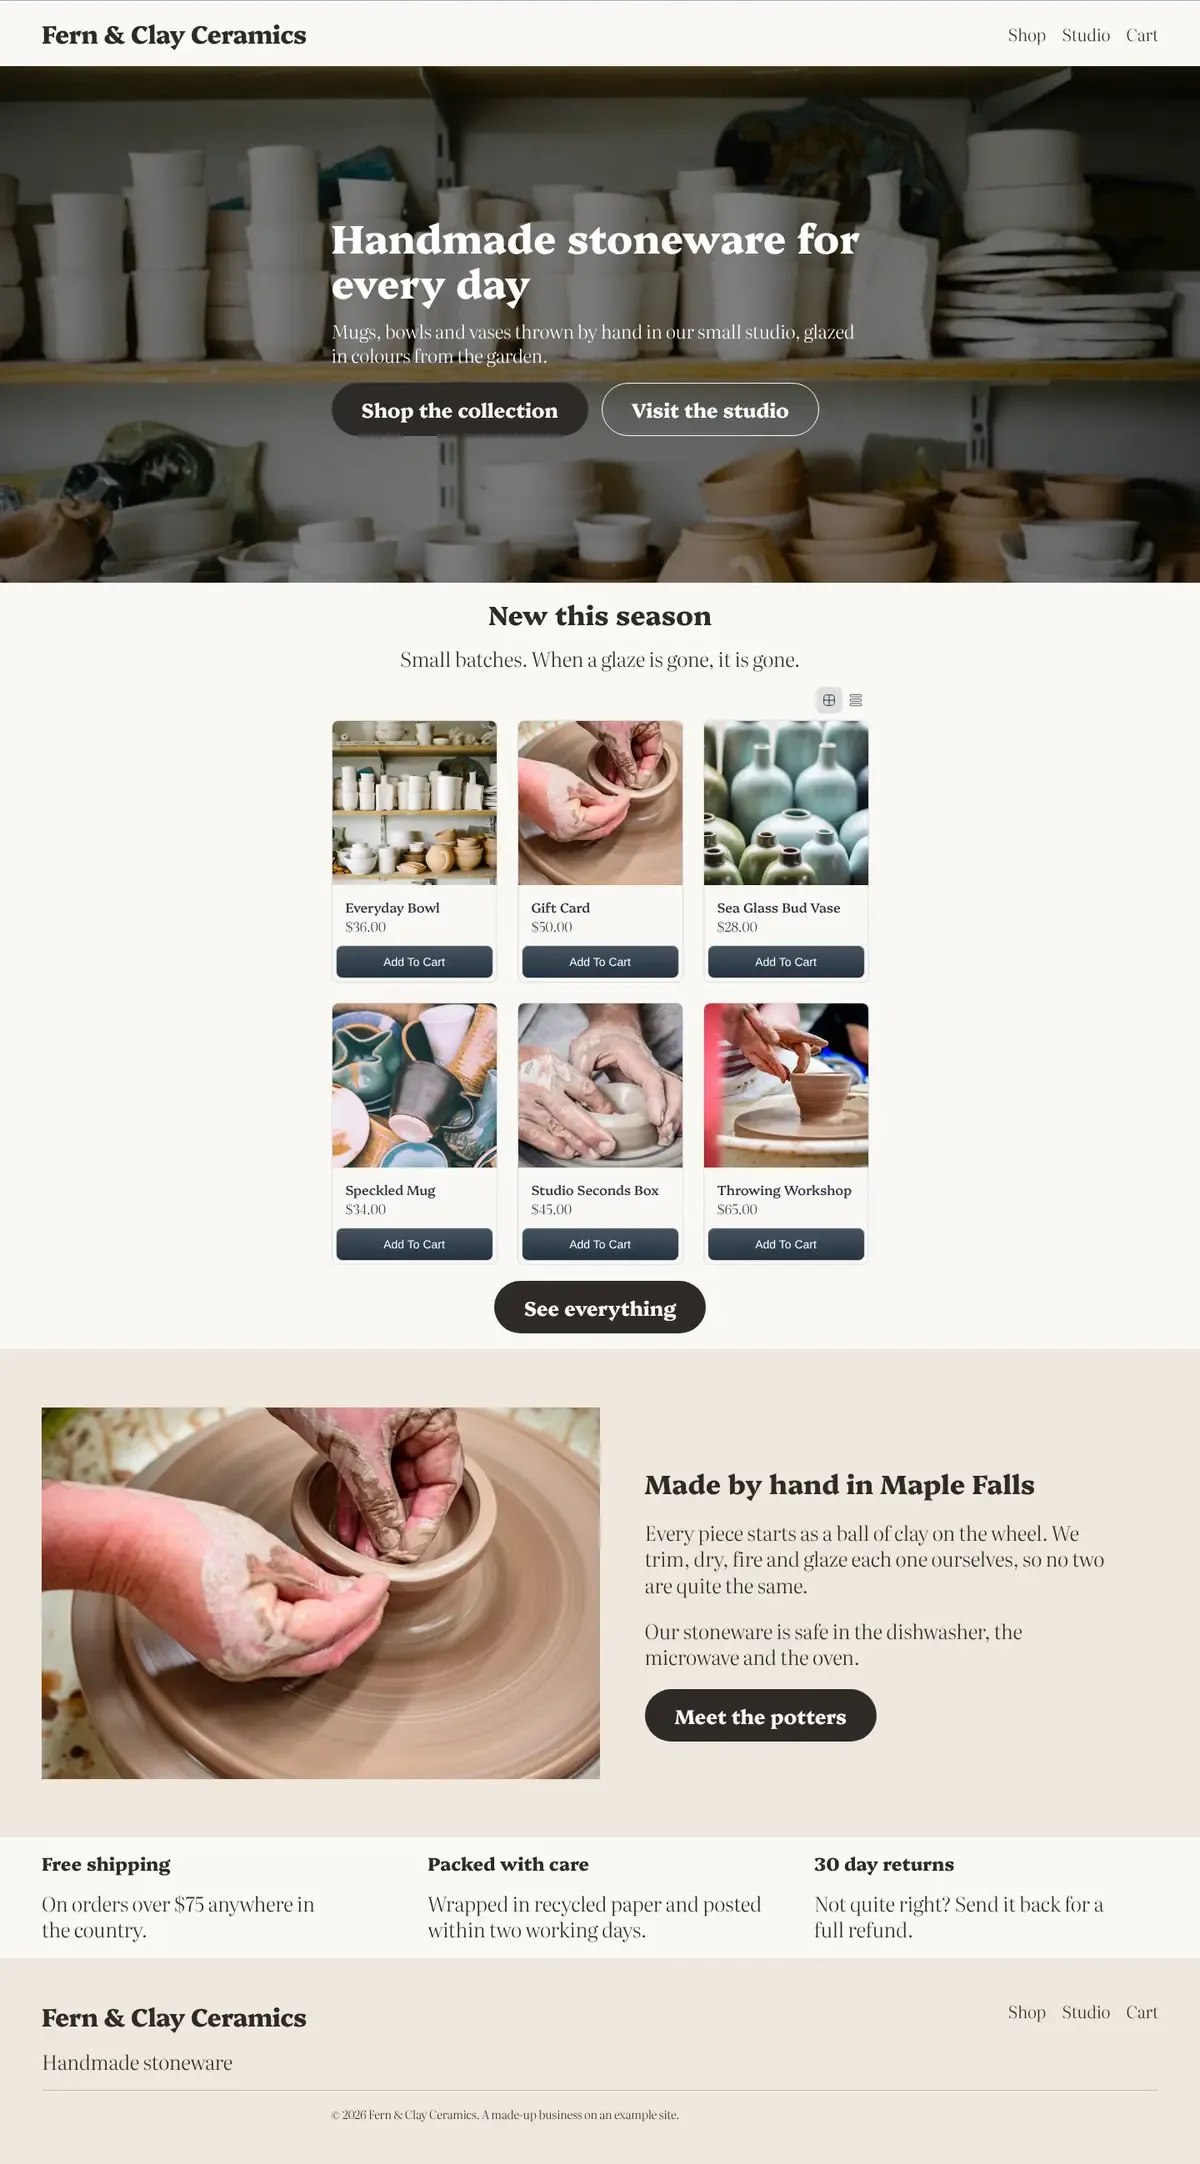 Fern & Clay Ceramics
Shop Studio Cart
Handmade stoneware for
every day
Mugs, bowls and vases thrown by hand in our small studio, glazed
in colours from the garden.
Shop the collection
Visit the studio
New this season
Small batches. When a glaze is gone, it is gone.
Everyday Bowl
$36.00
Add To Cart
Gift Card
$50.00
Add To Cart
Sea Glass Bud Vase
$28.00
Add To Cart
Speckled Mug
$34.00
Add To Cart
Studio Seconds Box
$45.00
Add To Cart
Throwing Workshop
$65.00
Add To Cart
See everything
Made by hand in Maple Falls
Every piece starts as a ball of clay on the wheel. We
trim, dry, fire and glaze each one ourselves, so no two
are quite the same.
Our stoneware is safe in the dishwasher, the
microwave and the oven.
Meet the potters
Free shipping
On orders over $75 anywhere in
the country.
Packed with care
Wrapped in recycled paper and posted
within two working days.
30 day returns
Not quite right? Send it back for a
full refund.
Fern & Clay Ceramics
Handmade stoneware
Shop Studio Cart
© 2026 Fern & Clay Ceramics. A made-up business on an example site.